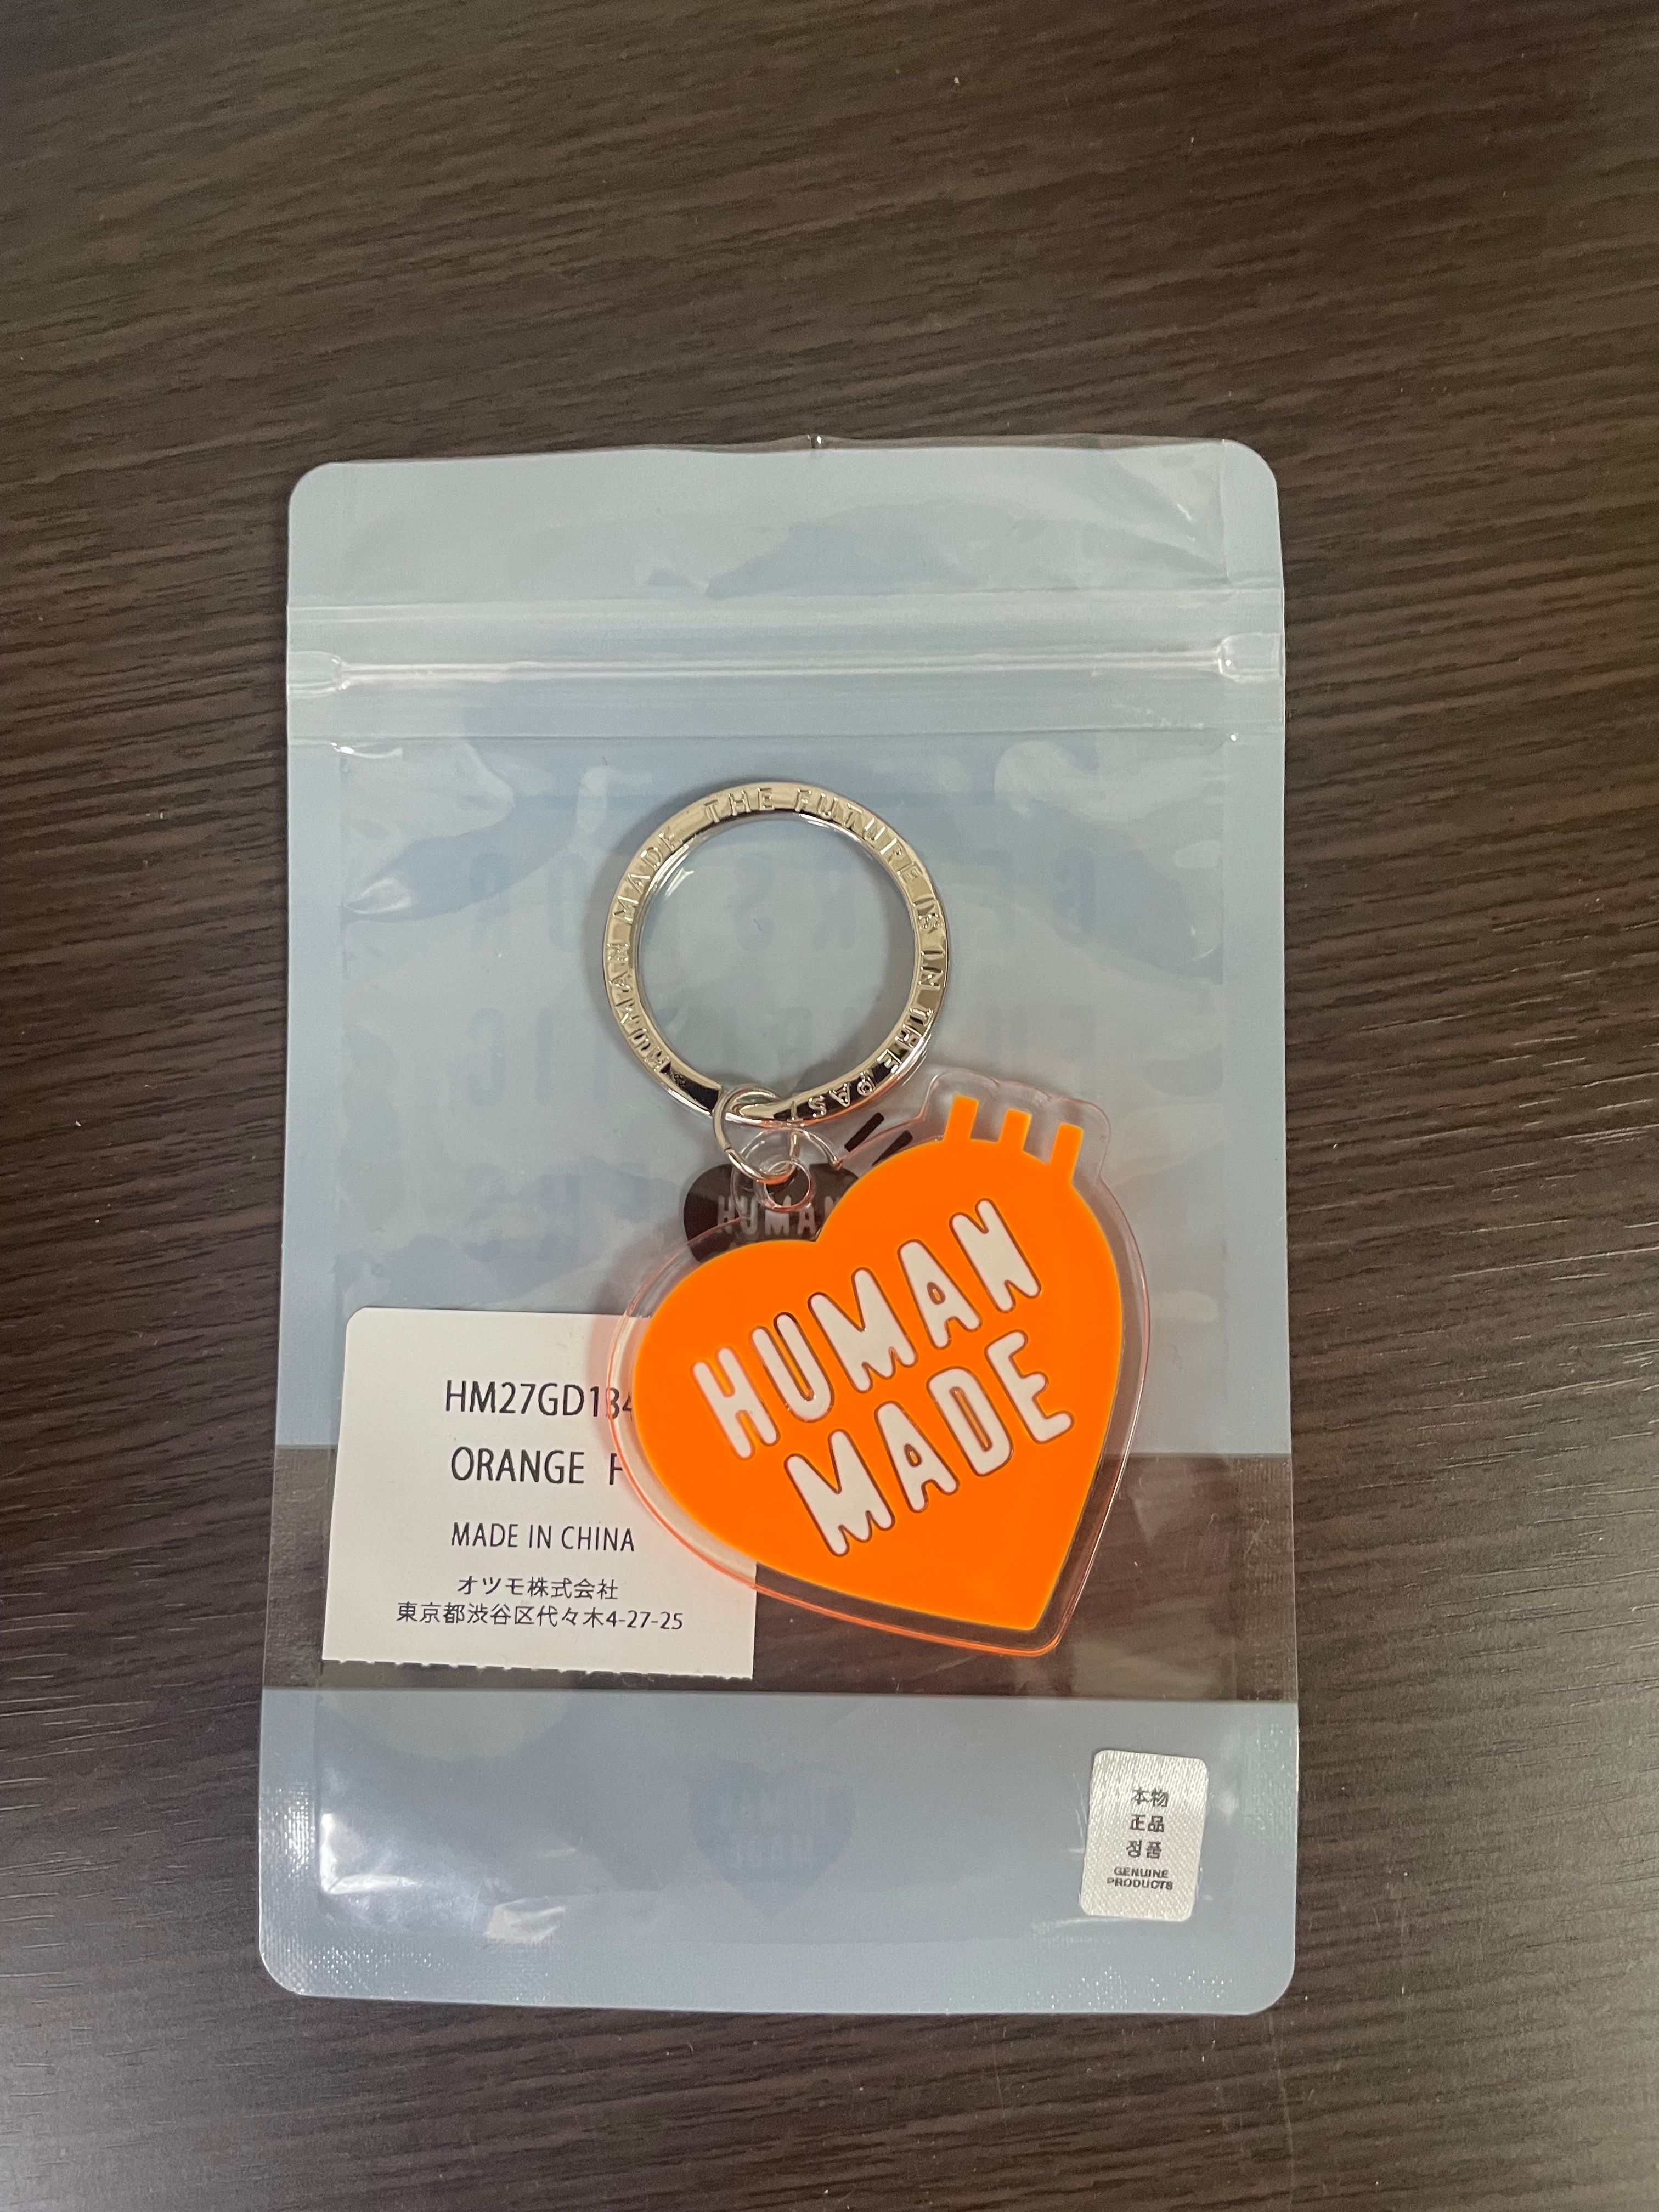 HUMAN MADE THE FUTURE IS IN THE PAST
HUMAN
HUMAN
MADE
HM27GD134
ORANGE F
MADE IN CHINA
オツモ株式会社
東京都渋谷区代々木4-27-25
本物
正品
정품
GENUINE
PRODUCTS